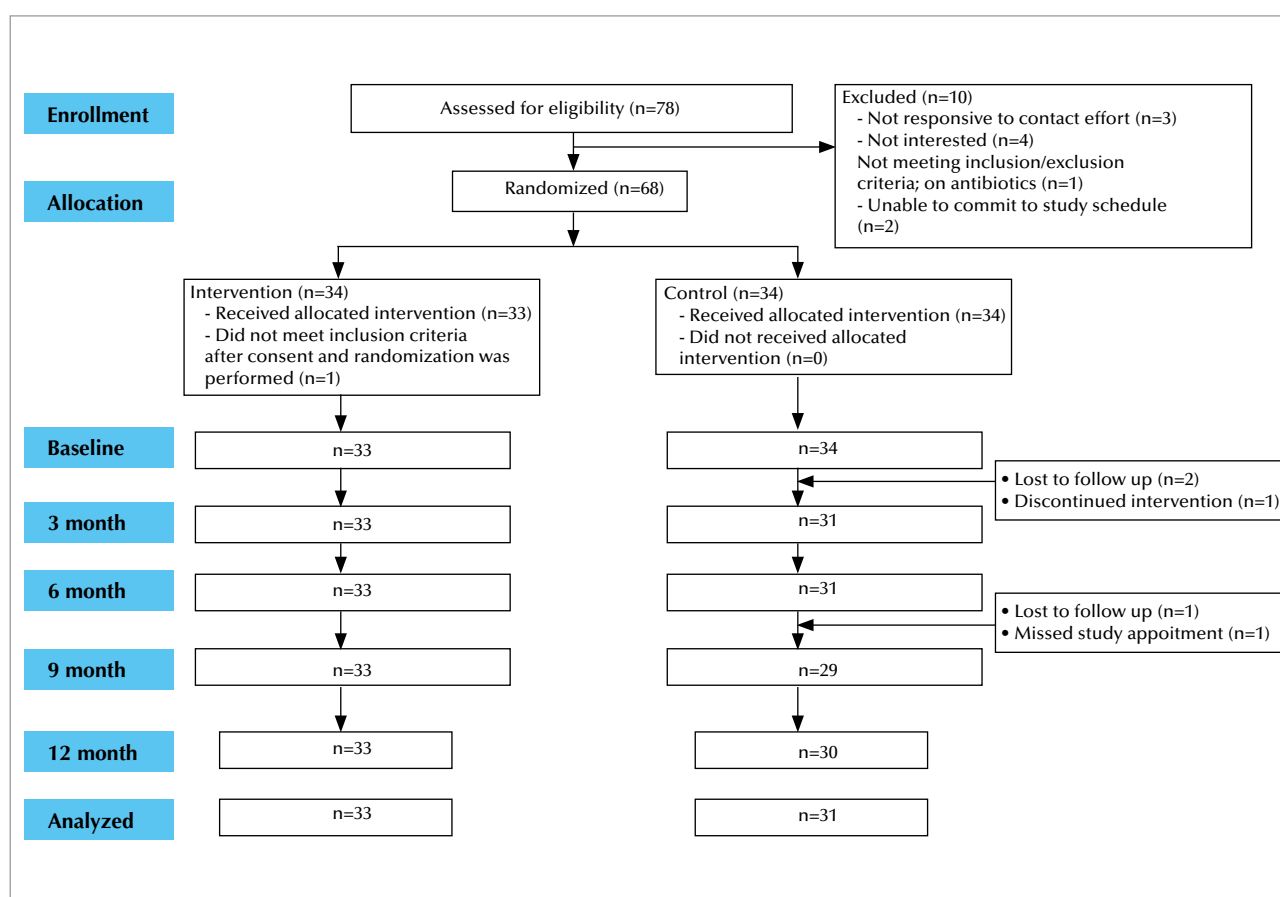 Enrollment
Assessed for eligibility (n=78)
Excluded (n=10)
- Not responsive to contact effort (n=3)
- Not interested (n=4)
Not meeting inclusion/exclusion
criteria; on antibiotics (n=1)
- Unable to commit to study schedule
(n=2)
Allocation
Randomized (n=68)
Intervention (n=34)
- Received allocated intervention (n=33)
- Did not meet inclusion criteria
after consent and randomization was
performed (n=1)
Control (n=34)
- Received allocated intervention (n=34)
- Did not received allocated
intervention (n=0)
Baseline
n=33
n=34
• Lost to follow up (n=2)
• Discontinued intervention (n=1)
3 month
n=33
n=31
6 month
n=33
n=31
• Lost to follow up (n=1)
• Missed study appoitment (n=1)
9 month
n=33
n=29
12 month
n=33
n=30
Analyzed
n=33
n=31